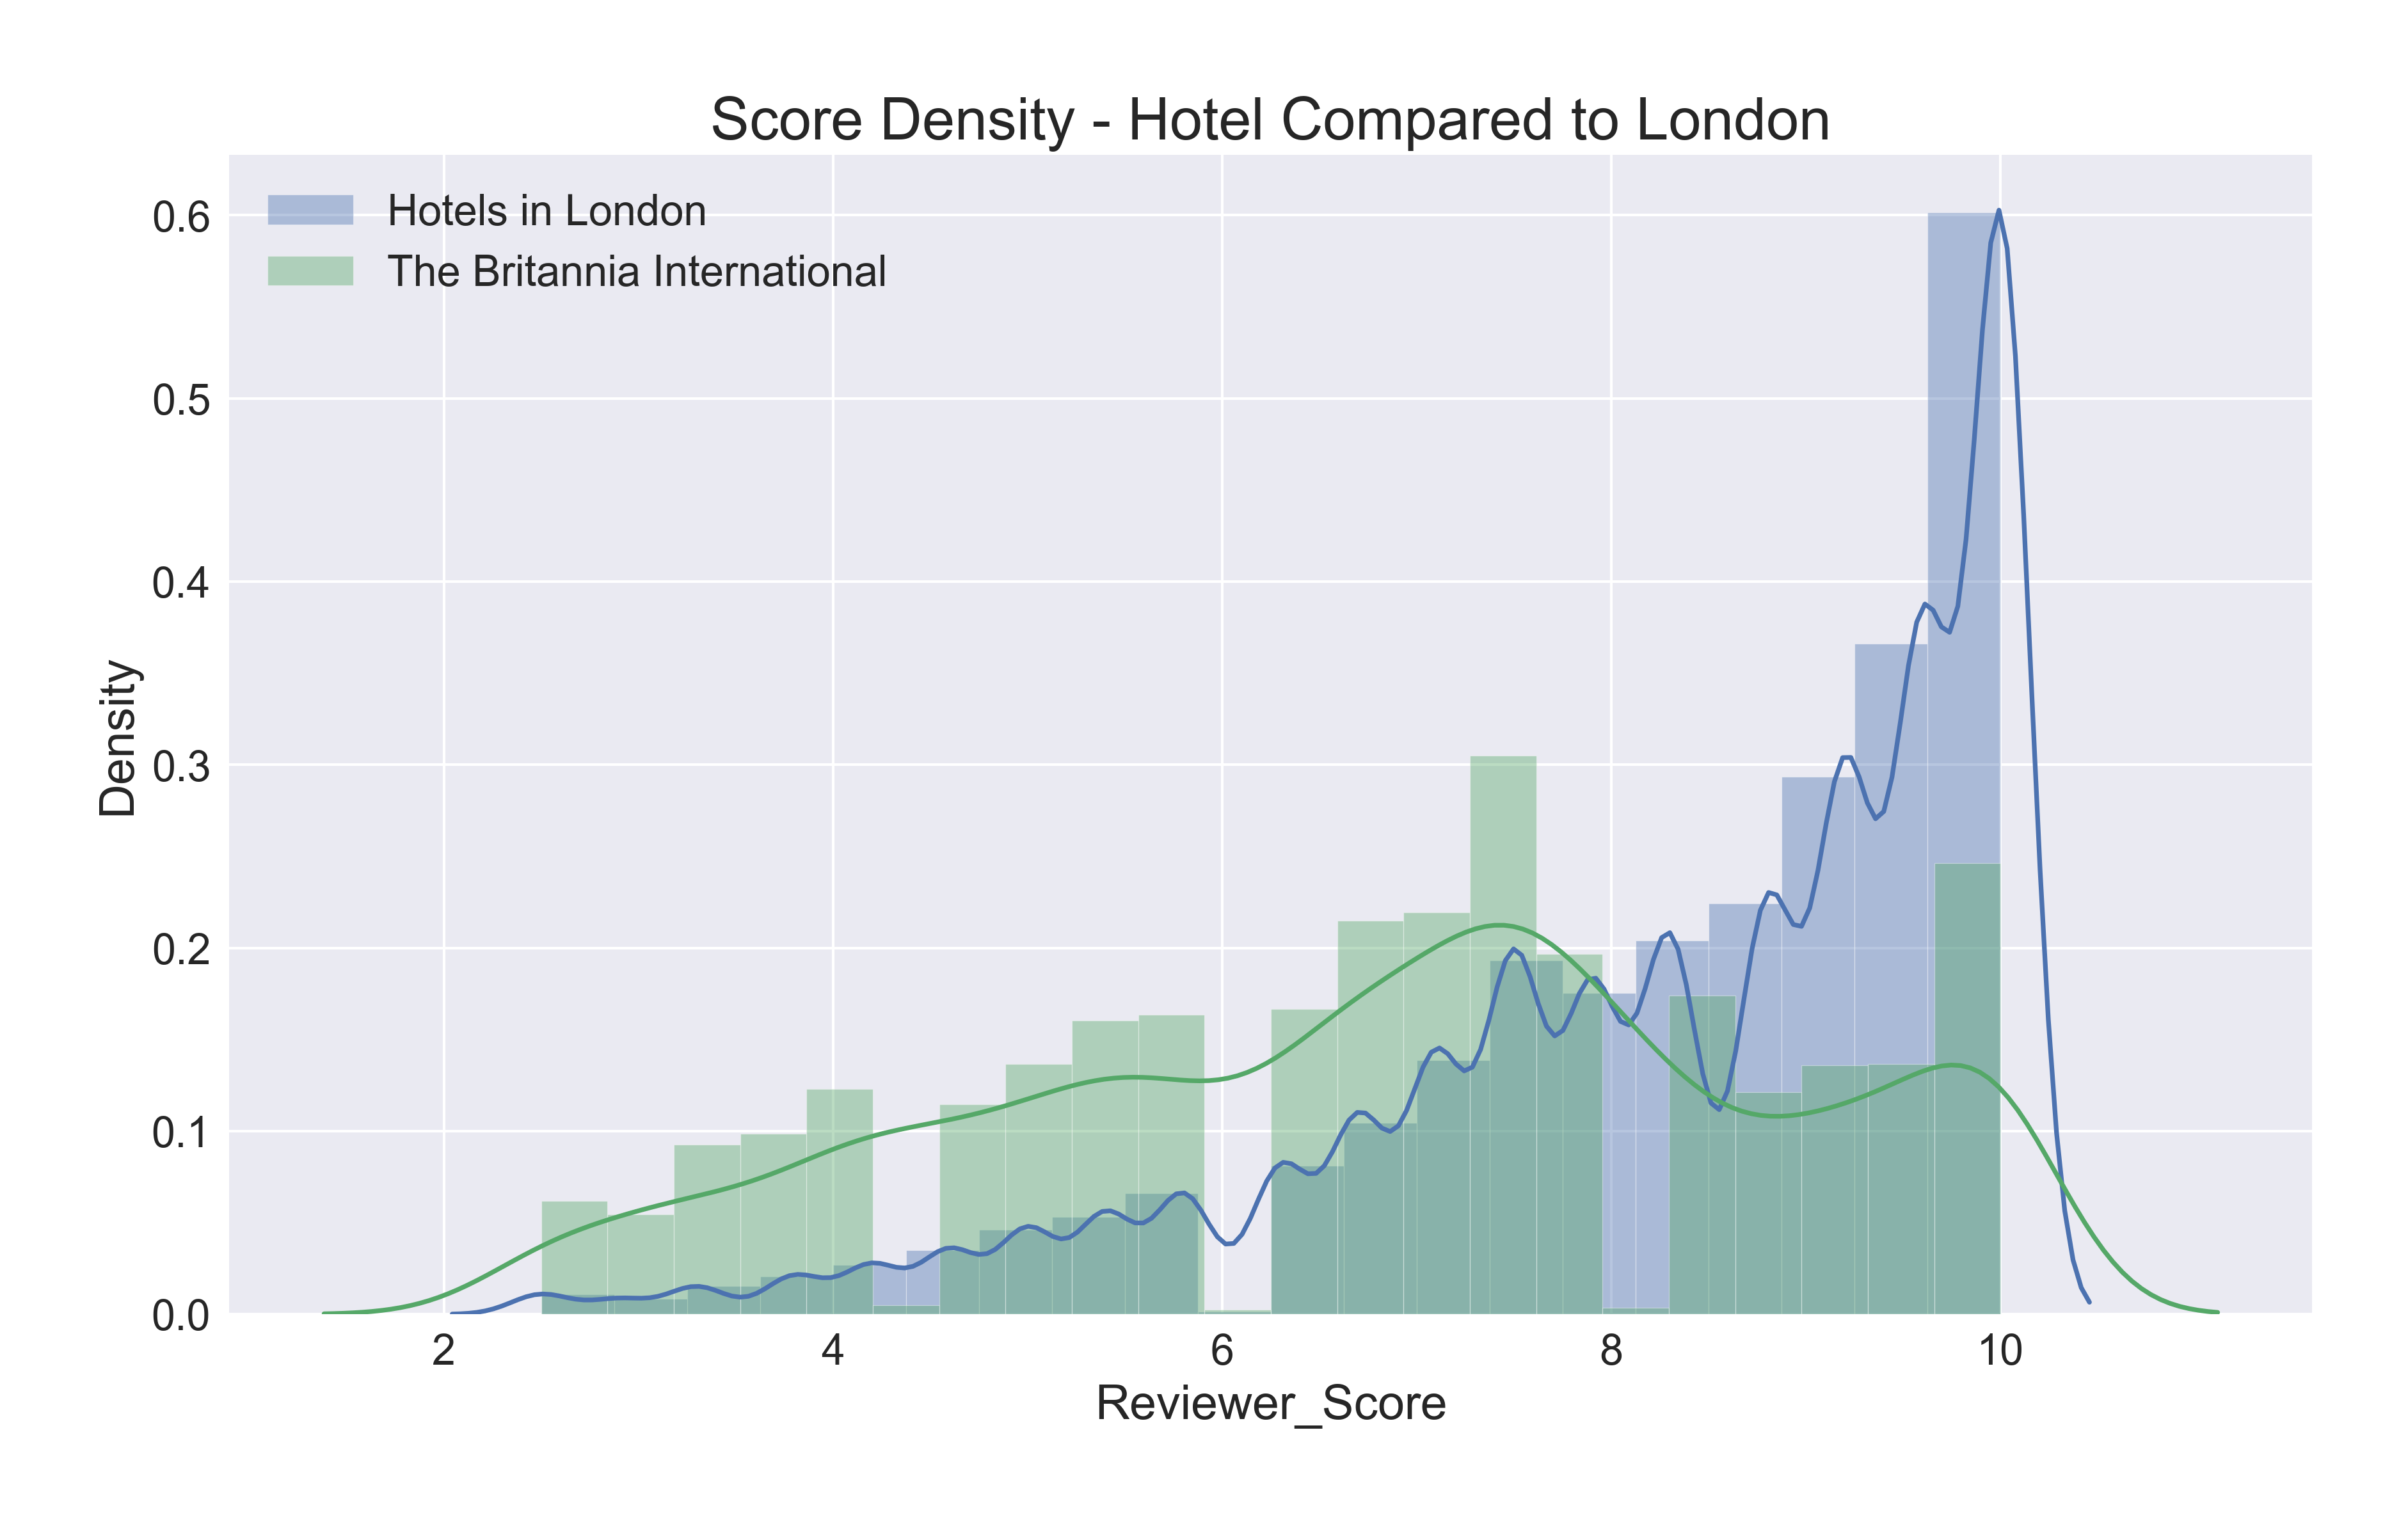 Score Density - Hotel Compared to London
Hotels in London
The Britannia International
0.6
0.5
0.4
0.3
0.2
0.1
0.0
Density
2 4 6 8 10
Reviewer_Score